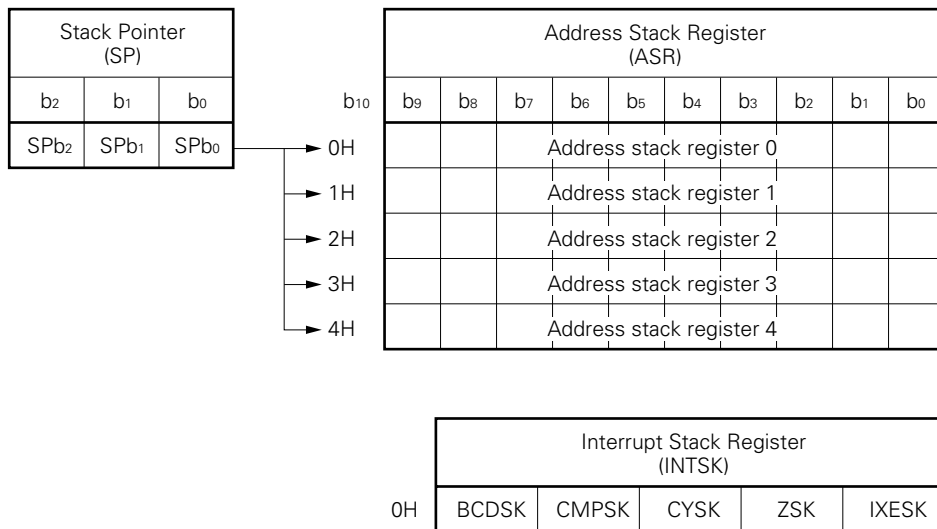 Stack Pointer
(SP)
b2 b1 b0
SPb2 SPb1 SPb0
Address Stack Register
(ASR)
b10 b9 b8 b7 b6 b5 b4 b3 b2 b1 b0
0H Address stack register 0
1H Address stack register 1
2H Address stack register 2
3H Address stack register 3
4H Address stack register 4
Interrupt Stack Register
(INTSK)
0H BCDSK CMPSK CYSK ZSK IXESK